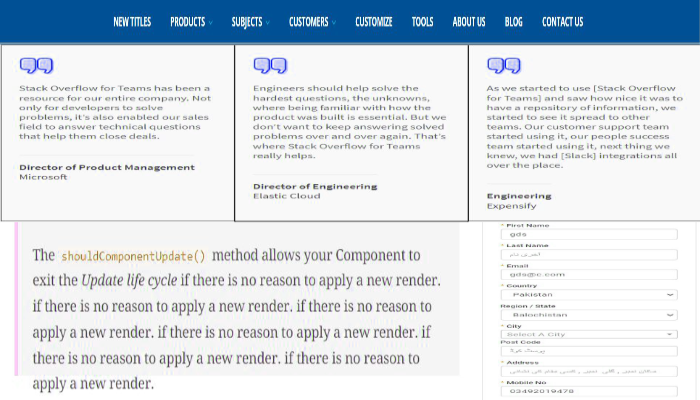 NEW TITLES PRODUCTS SUBJECTS CUSTOMERS CUSTOMIZE TOOLS ABOUT US BLOG CONTACT US
Stack Overflow for Teams has been a
resource for our entire company. Not
only for developers to solve
problems, it's also enabled our sales
field to answer technical questions
that help them close deals.
Director of Product Management
Microsoft
Engineers should help solve the
hardest questions, the unknowns,
where being familiar with how the
product was built is essential. But we
don't want to keep answering solved
problems over and over again. That's
where Stack Overflow for Teams
really helps.
Director of Engineering
Elastic Cloud
As we started to use [Stack Overflow
for Teams] and saw how nice it was to
have a repository of information, we
started to see it spread to other
teams. Our customer support team
started using it, our people success
team started using it, next thing we
knew, we had [Slack] integrations all
over the place.
Engineering
Expensify
The shouldComponentUpdate() method allows your Component to
exit the Update life cycle if there is no reason to apply a new render.
if there is no reason to apply a new render. if there is no reason to
apply a new render. if there is no reason to apply a new render. if
there is no reason to apply a new render. if there is no reason to
apply a new render.
* First Name
gds
* Last Name
آخری نام
* Email
gds@c.com
* Country
Pakistan
Region / State
Balochistan
* City
Select A City
Post Code
پوسٹ کوڈ
* Address
* Mobile No
03492019478